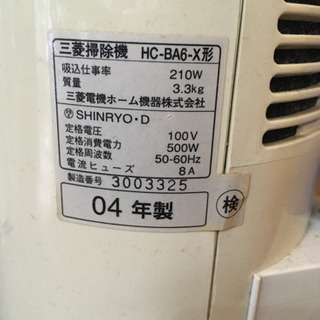 三菱掃除機 HC-BA6-X形
吸込仕事率 210W
質量 3.3kg
三菱電機ホーム機器株式会社
SHINRYO・D
定格電圧 100V
定格消費電力 500W
定格周波数 50-60Hz
電流ヒューズ 8A
製造番号 3003325
04年製
検